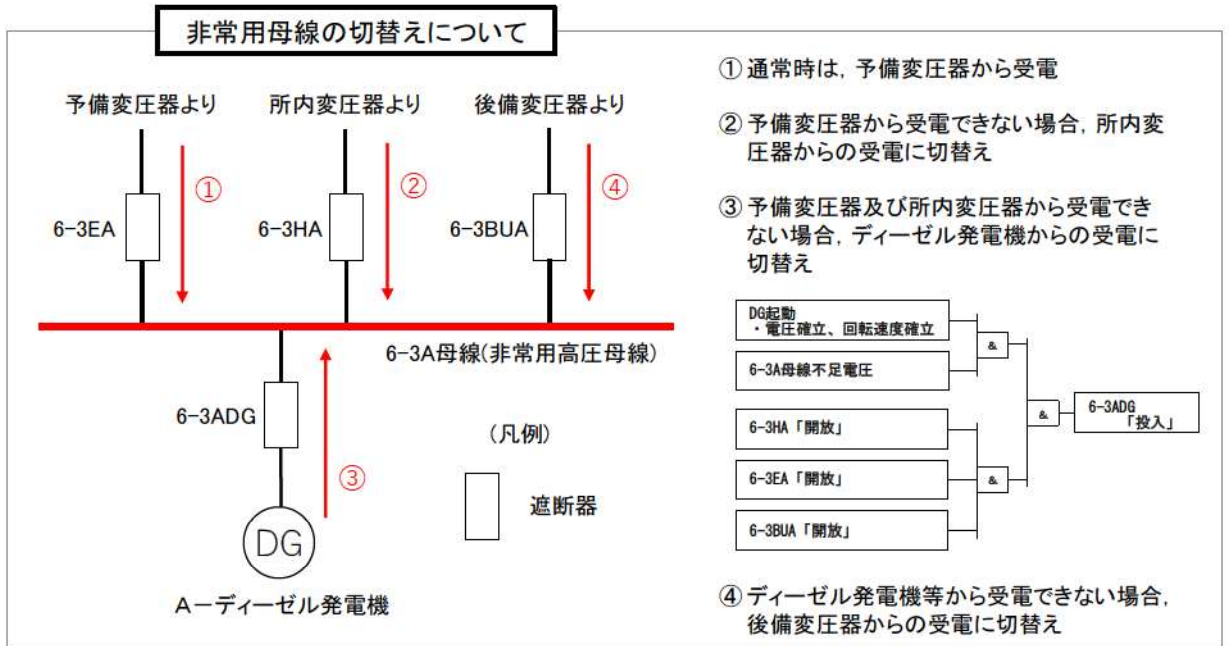 非常用母線の切替えについて
予備変圧器より
所内変圧器より
後備変圧器より
①
②
④
6-3EA
6-3HA
6-3BUA
6-3A母線(非常用高圧母線)
6-3ADG
③
(凡例)
遮断器
DG
A－ディーゼル発電機
① 通常時は，予備変圧器から受電
② 予備変圧器から受電できない場合，所内変
圧器からの受電に切替え
③ 予備変圧器及び所内変圧器から受電でき
ない場合，ディーゼル発電機からの受電に
切替え
DG起動
・電圧確立、回転速度確立
&
6-3A母線不足電圧
6-3HA「開放」
6-3EA「開放」
&
6-3BUA「開放」
&
6-3ADG
「投入」
④ ディーゼル発電機等から受電できない場合，
後備変圧器からの受電に切替え